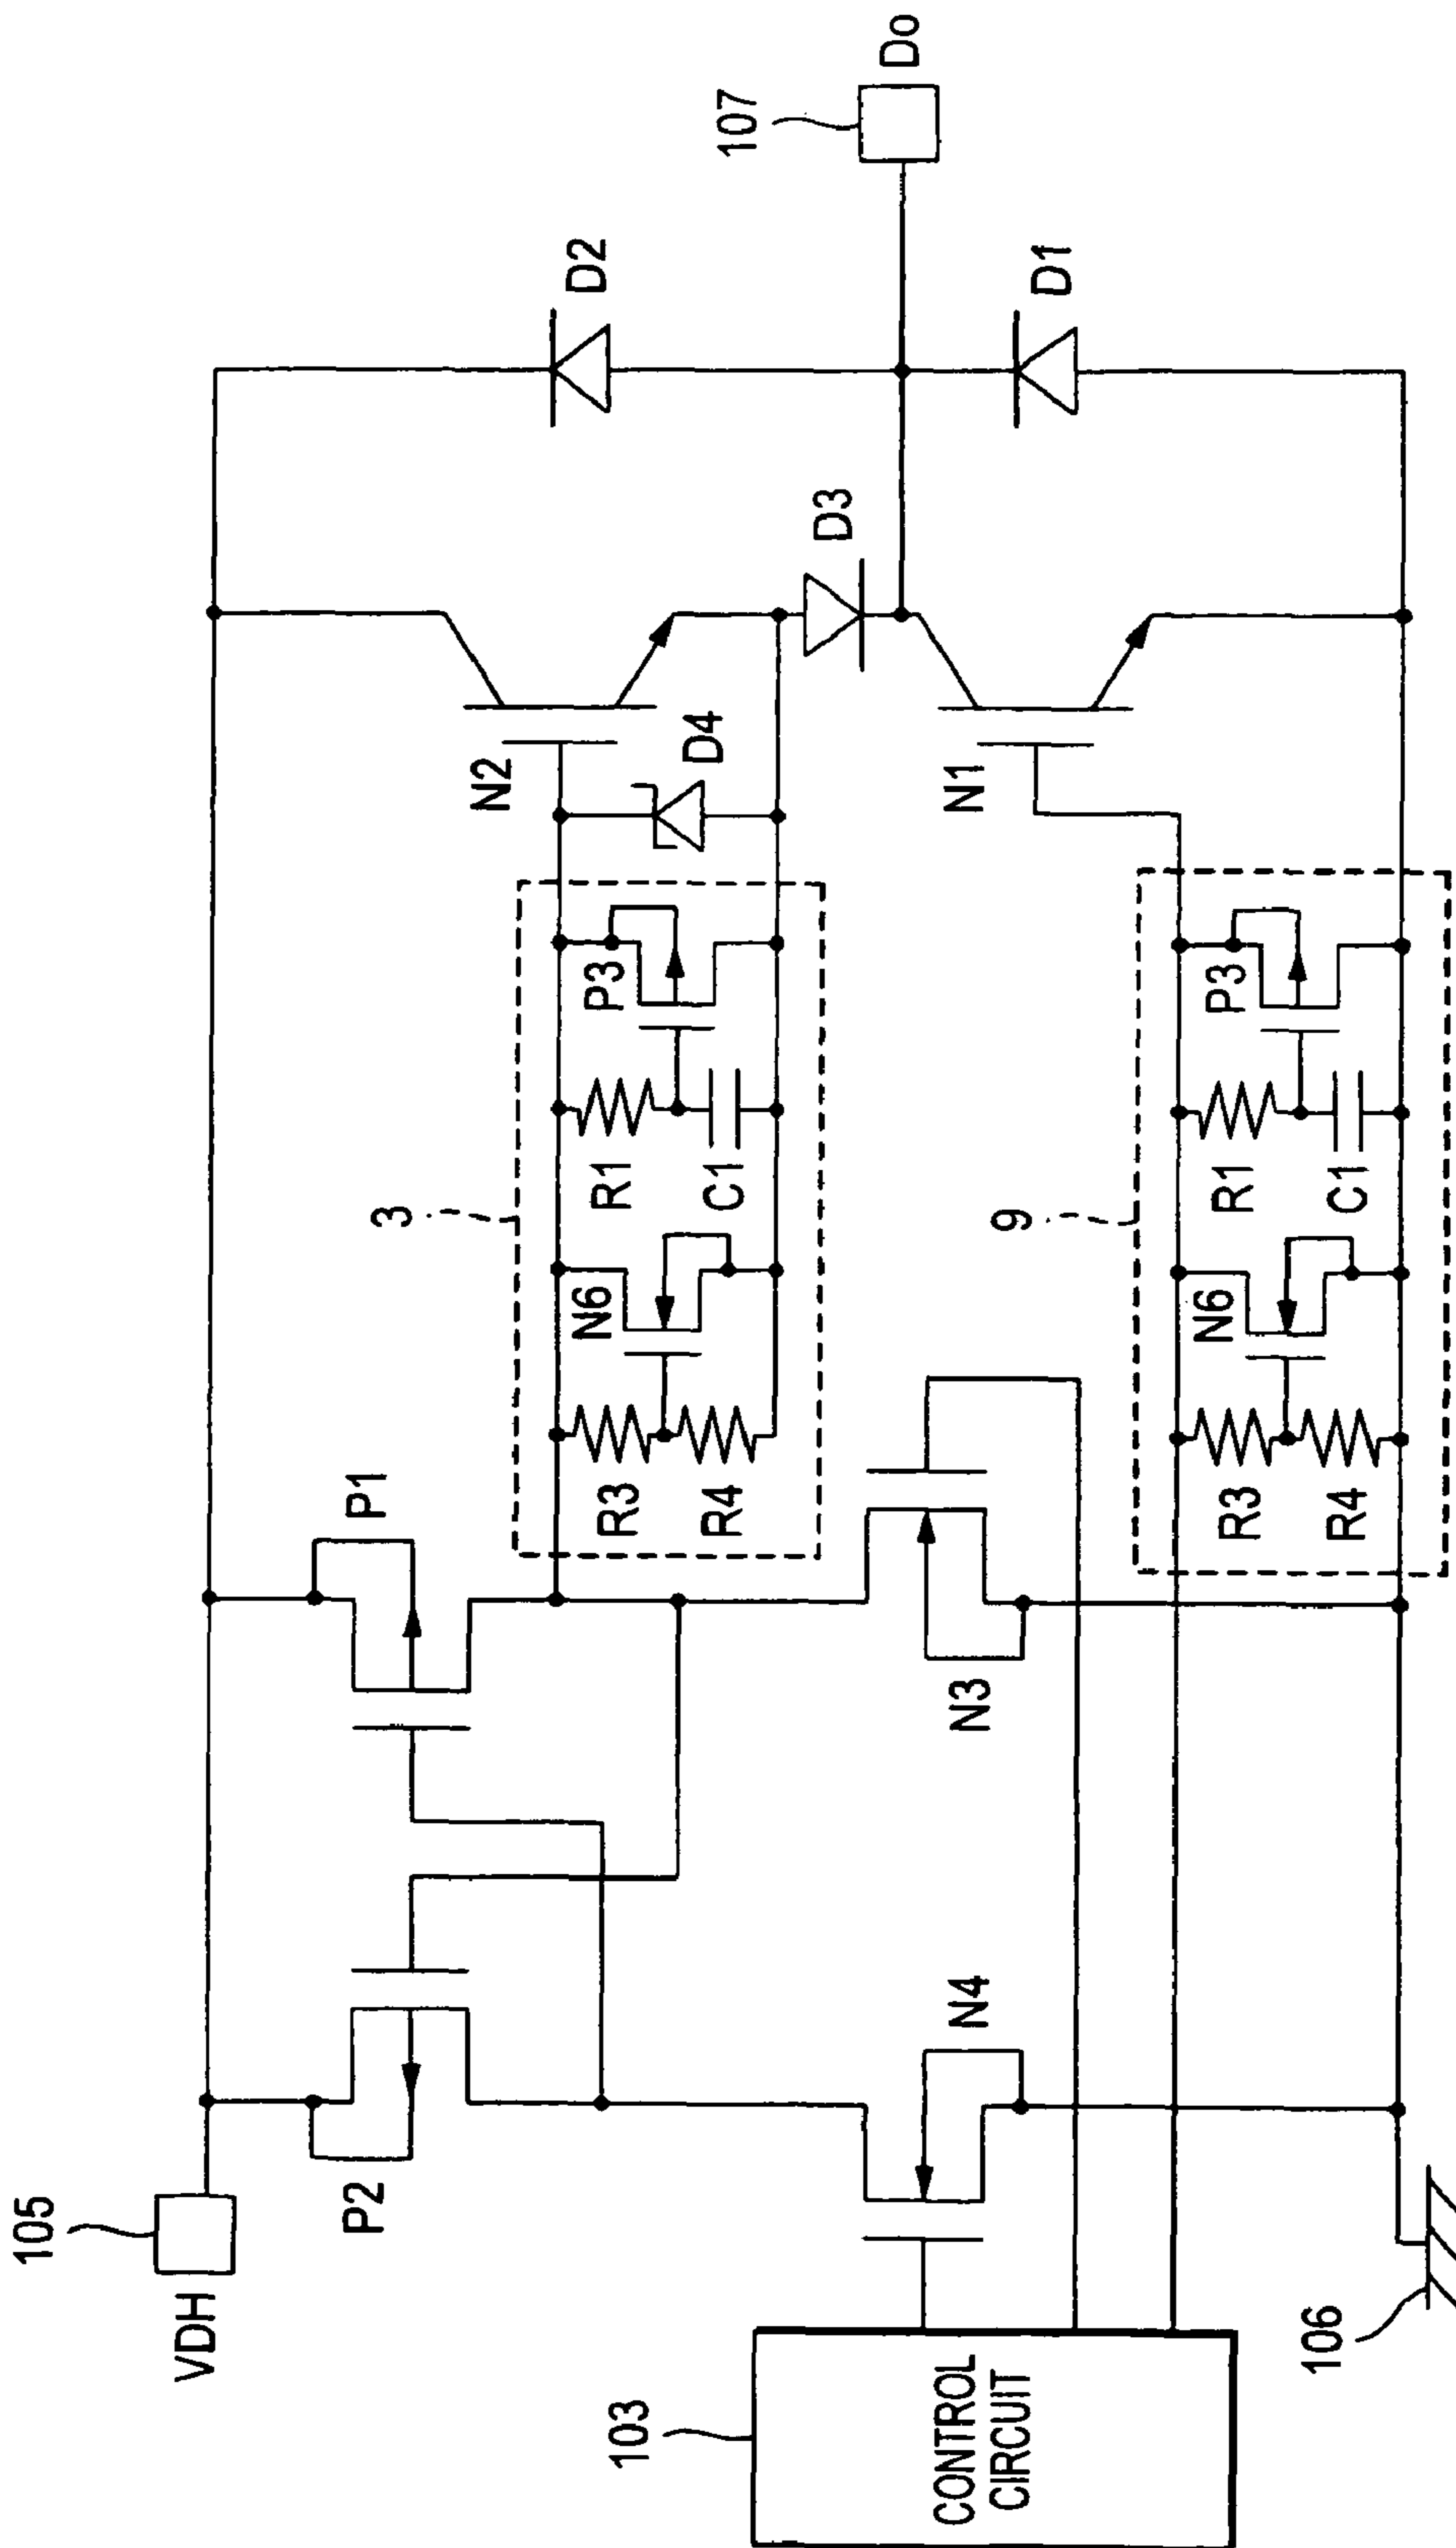 105
VDH
P2
P1
103
CONTROL
CIRCUIT
N4
N3
106
3
R3
R4
N6
R1
C1
P3
N2
D4
D3
D2
107
Do
D1
N1
9
R3
R4
N6
R1
C1
P3